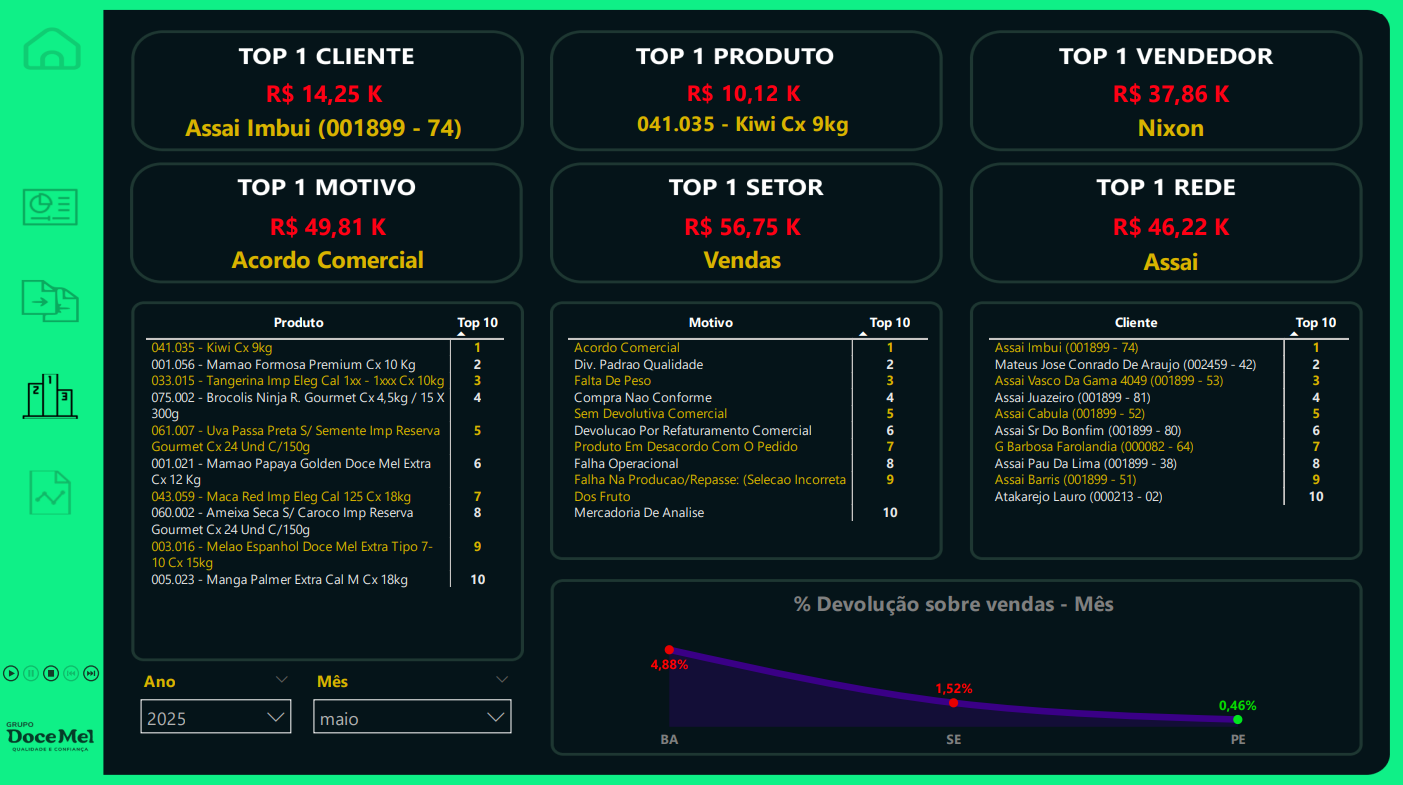 TOP 1 CLIENTE
R$ 14,25 K
Assai Imbui (001899 - 74)
TOP 1 PRODUTO
R$ 10,12 K
041.035 - Kiwi Cx 9kg
TOP 1 VENDEDOR
R$ 37,86 K
Nixon
TOP 1 MOTIVO
R$ 49,81 K
Acordo Comercial
TOP 1 SETOR
R$ 56,75 K
Vendas
TOP 1 REDE
R$ 46,22 K
Assai
Produto Top 10
041.035 - Kiwi Cx 9kg 1
001.056 - Mamao Formosa Premium Cx 10 Kg 2
033.015 - Tangerina Imp Eleg Cal 1xx - 1xxx Cx 10kg 3
075.002 - Brocolis Ninja R. Gourmet Cx 4,5kg / 15 X 4
300g
061.007 - Uva Passa Preta S/ Semente Imp Reserva 5
Gourmet Cx 24 Und C/150g
001.021 - Mamao Papaya Golden Doce Mel Extra 6
Cx 12 Kg
043.059 - Maca Red Imp Eleg Cal 125 Cx 18kg 7
060.002 - Ameixa Seca S/ Caroco Imp Reserva 8
Gourmet Cx 24 Und C/150g
003.016 - Melao Espanhol Doce Mel Extra Tipo 7- 9
10 Cx 15kg
005.023 - Manga Palmer Extra Cal M Cx 18kg 10
Motivo Top 10
Acordo Comercial 1
Div. Padrao Qualidade 2
Falta De Peso 3
Compra Nao Conforme 4
Sem Devolutiva Comercial 5
Devolucao Por Refaturamento Comercial 6
Produto Em Desacordo Com O Pedido 7
Falha Operacional 8
Falha Na Producao/Repasse: (Selecao Incorreta 9
Dos Fruto
Mercadoria De Analise 10
Cliente Top 10
Assai Imbui (001899 - 74) 1
Mateus Jose Conrado De Araujo (002459 - 42) 2
Assai Vasco Da Gama 4049 (001899 - 53) 3
Assai Juazeiro (001899 - 81) 4
Assai Cabula (001899 - 52) 5
Assai Sr Do Bonfim (001899 - 80) 6
G Barbosa Farolandia (000082 - 64) 7
Assai Pau Da Lima (001899 - 38) 8
Assai Barris (001899 - 51) 9
Atakarejo Lauro (000213 - 02) 10
% Devolução sobre vendas - Mês
4,88%
1,52%
0,46%
BA SE PE
Ano
2025
Mês
maio
2 1 3
GRUPO
Doce Mel
QUALIDADE E CONFIANÇA